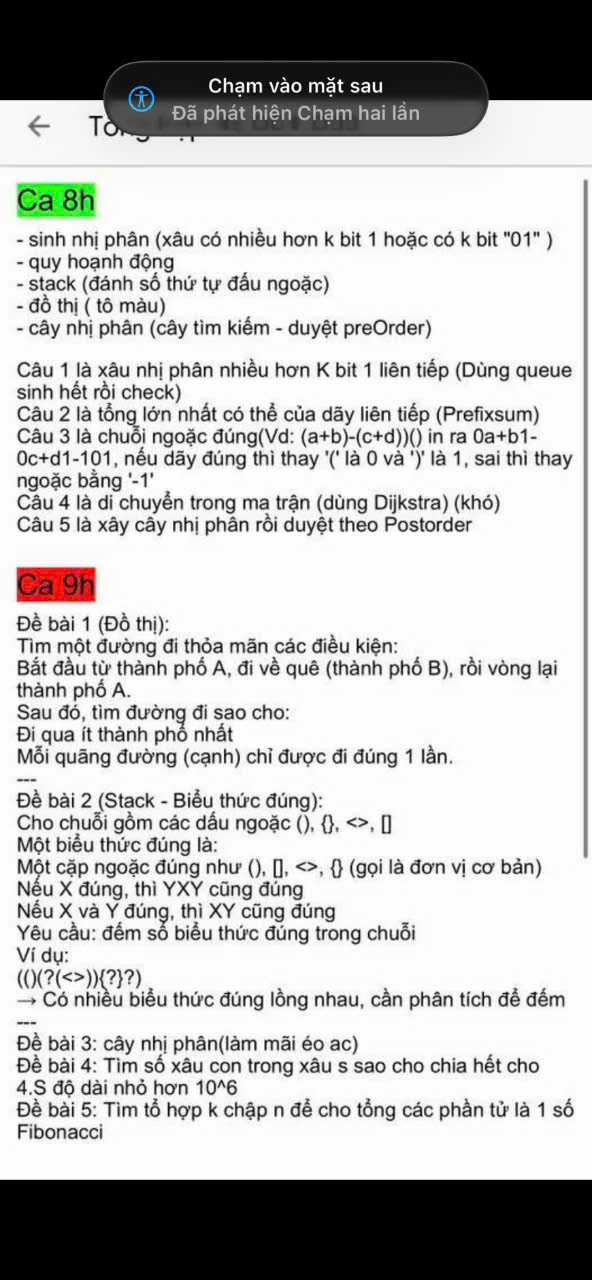 Chạm vào mặt sau
Đã phát hiện Chạm hai lần
Ca 8h
- sinh nhị phân (xâu có nhiều hơn k bit 1 hoặc có k bit "01" )
- quy hoạnh động
- stack (đánh số thứ tự đấu ngoặc)
- đồ thị ( tô màu)
- cây nhị phân (cây tìm kiếm - duyệt preOrder)
Câu 1 là xâu nhị phân nhiều hơn K bit 1 liên tiếp (Dùng queue
sinh hết rồi check)
Câu 2 là tổng lớn nhất có thể của dãy liên tiếp (Prefixsum)
Câu 3 là chuỗi ngoặc đúng(Vd: (a+b)-(c+d))() in ra 0a+b1-
0c+d1-101, nếu dãy đúng thì thay '(' là 0 và ')' là 1, sai thì thay
ngoặc bằng '-1'
Câu 4 là di chuyển trong ma trận (dùng Dijkstra) (khó)
Câu 5 là xây cây nhị phân rồi duyệt theo Postorder
Ca 9h
Đề bài 1 (Đồ thị):
Tìm một đường đi thỏa mãn các điều kiện:
Bắt đầu từ thành phố A, đi về quê (thành phố B), rồi vòng lại
thành phố A.
Sau đó, tìm đường đi sao cho:
Đi qua ít thành phố nhất
Mỗi quãng đường (cạnh) chỉ được đi đúng 1 lần.
---
Đề bài 2 (Stack - Biểu thức đúng):
Cho chuỗi gồm các dấu ngoặc (), {}, <>, []
Một biểu thức đúng là:
Một cặp ngoặc đúng như (), [], <>, {} (gọi là đơn vị cơ bản)
Nếu X đúng, thì YXY cũng đúng
Nếu X và Y đúng, thì XY cũng đúng
Yêu cầu: đếm số biểu thức đúng trong chuỗi
Ví dụ:
(()(?(<>)){?}?)
→ Có nhiều biểu thức đúng lồng nhau, cần phân tích để đếm
---
Đề bài 3: cây nhị phân(làm mãi éo ac)
Đề bài 4: Tìm số xâu con trong xâu s sao cho chia hết cho
4.S độ dài nhỏ hơn 10^6
Đề bài 5: Tìm tổ hợp k chập n để cho tổng các phần tử là 1 số
Fibonacci